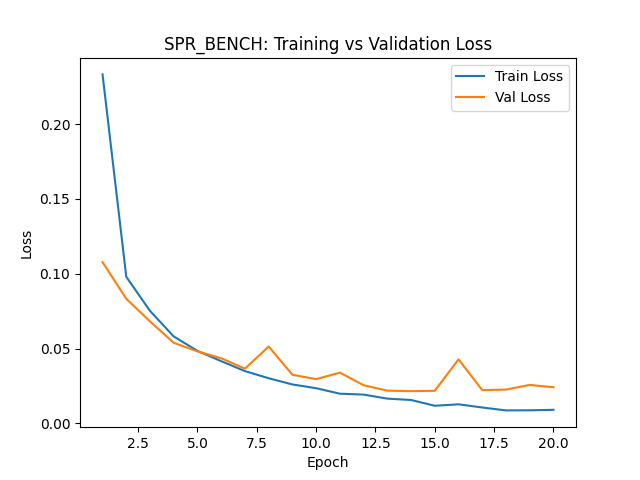 SPR_BENCH: Training vs Validation Loss
Train Loss
Val Loss
0.20
0.15
0.10
0.05
0.00
Loss
2.5 5.0 7.5 10.0 12.5 15.0 17.5 20.0
Epoch